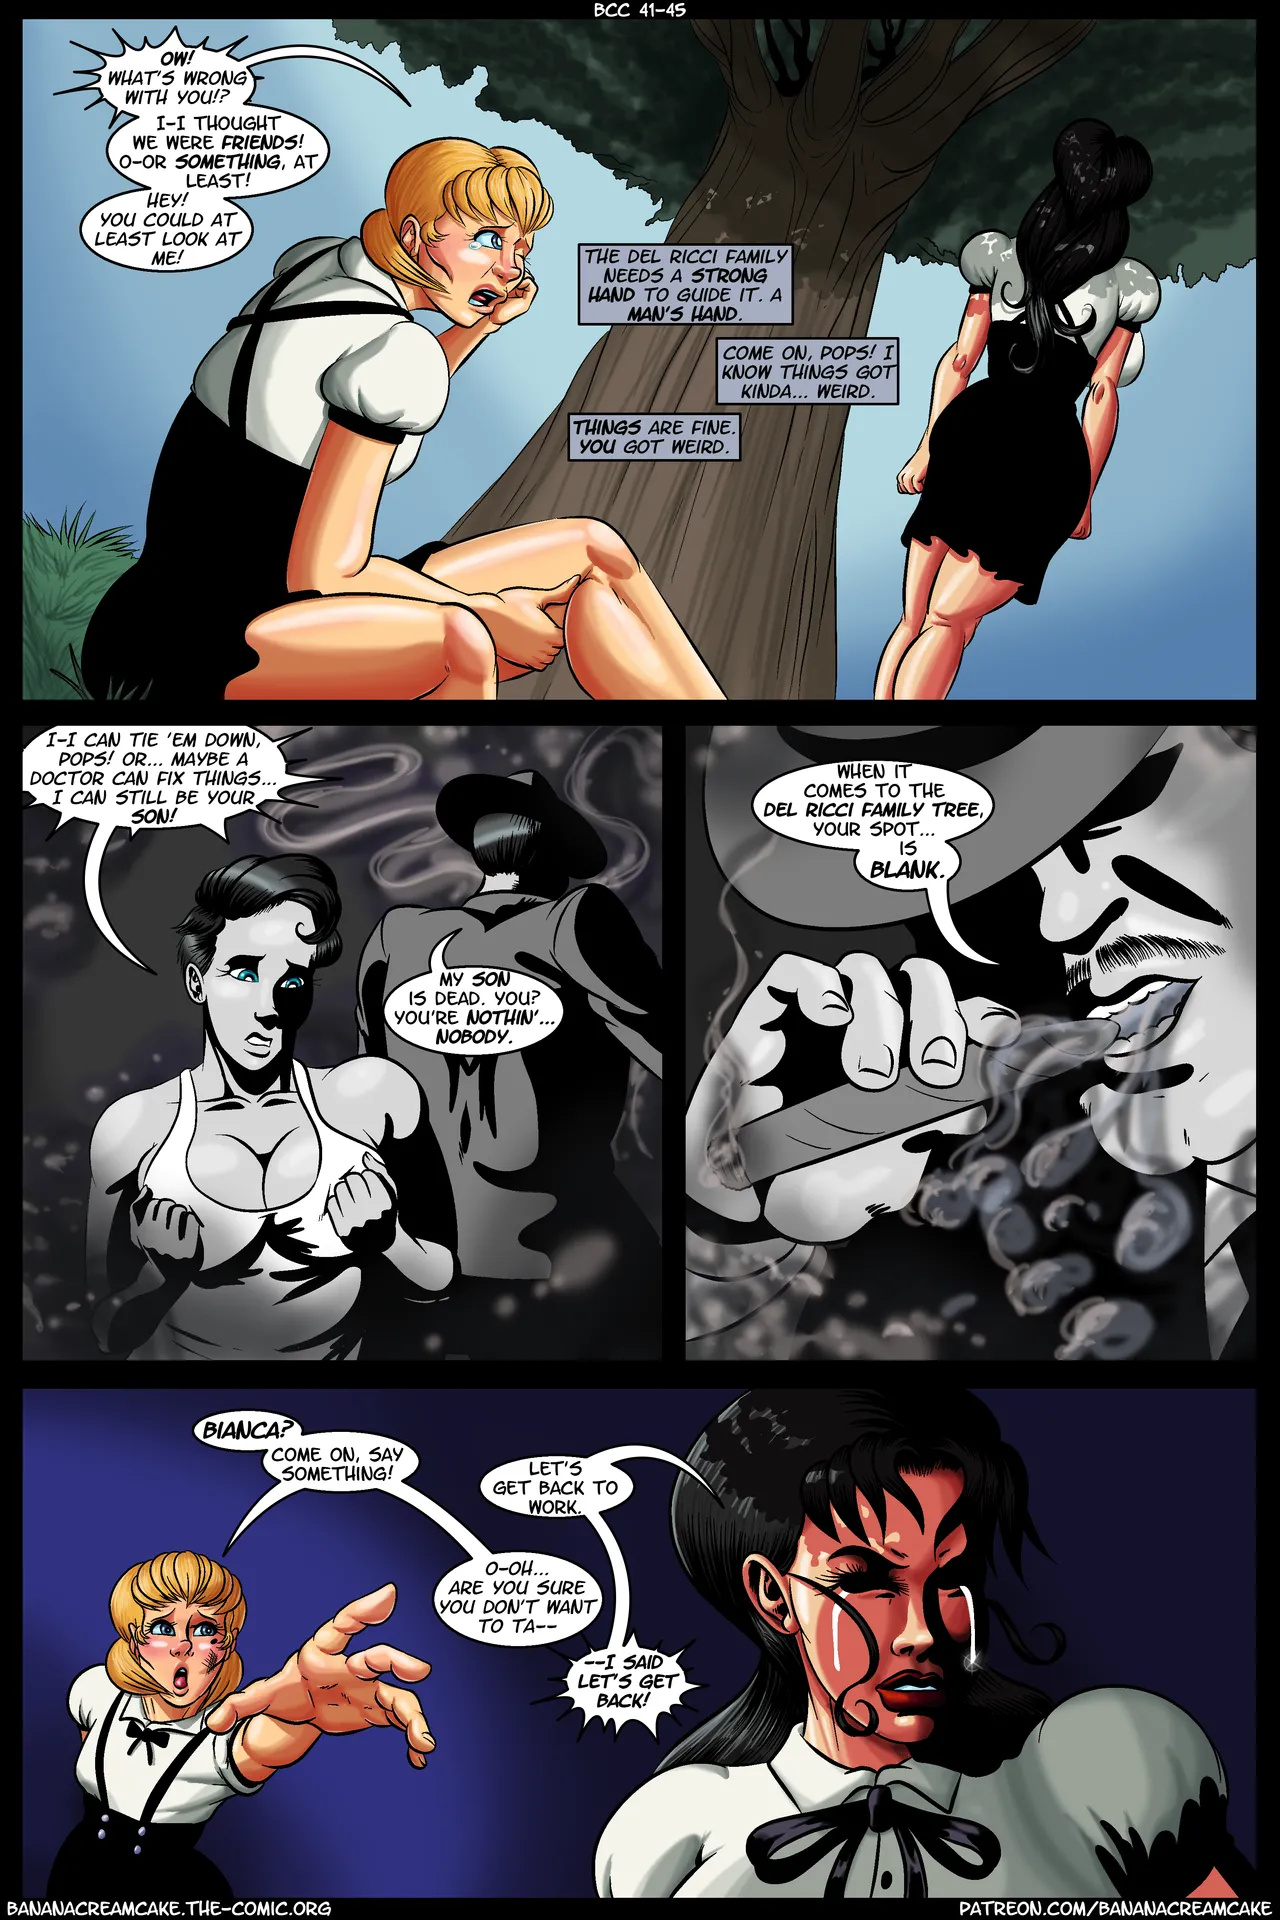 BCC 41-45
OW!
WHAT'S WRONG
WITH YOU!?
I-I THOUGHT
WE WERE FRIENDS!
O-OR SOMETHING, AT
LEAST!
HEY!
YOU COULD AT
LEAST LOOK AT
ME!
THE DEL RICCI FAMILY
NEEDS A STRONG
HAND TO GUIDE IT. A
MAN'S HAND.
COME ON, POPS! I
KNOW THINGS GOT
KINDA... WEIRD.
THINGS ARE FINE.
YOU GOT WEIRD.
I-I CAN TIE 'EM DOWN,
POPS! OR... MAYBE A
DOCTOR CAN FIX THINGS...
I CAN STILL BE YOUR
SON!
MY SON
IS DEAD. YOU?
YOU'RE NOTHIN'...
NOBODY.
WHEN IT
COMES TO THE
DEL RICCI FAMILY TREE,
YOUR SPOT...
IS
BLANK.
BIANCA?
COME ON, SAY
SOMETHING!
LET'S
GET BACK TO
WORK.
O-OH...
ARE YOU SURE
YOU DON'T WANT
TO TA--
--I SAID
LET'S GET
BACK!
BANANACREAMCAKE.THE-COMIC.ORG
PATREON.COM/BANANACREAMCAKE